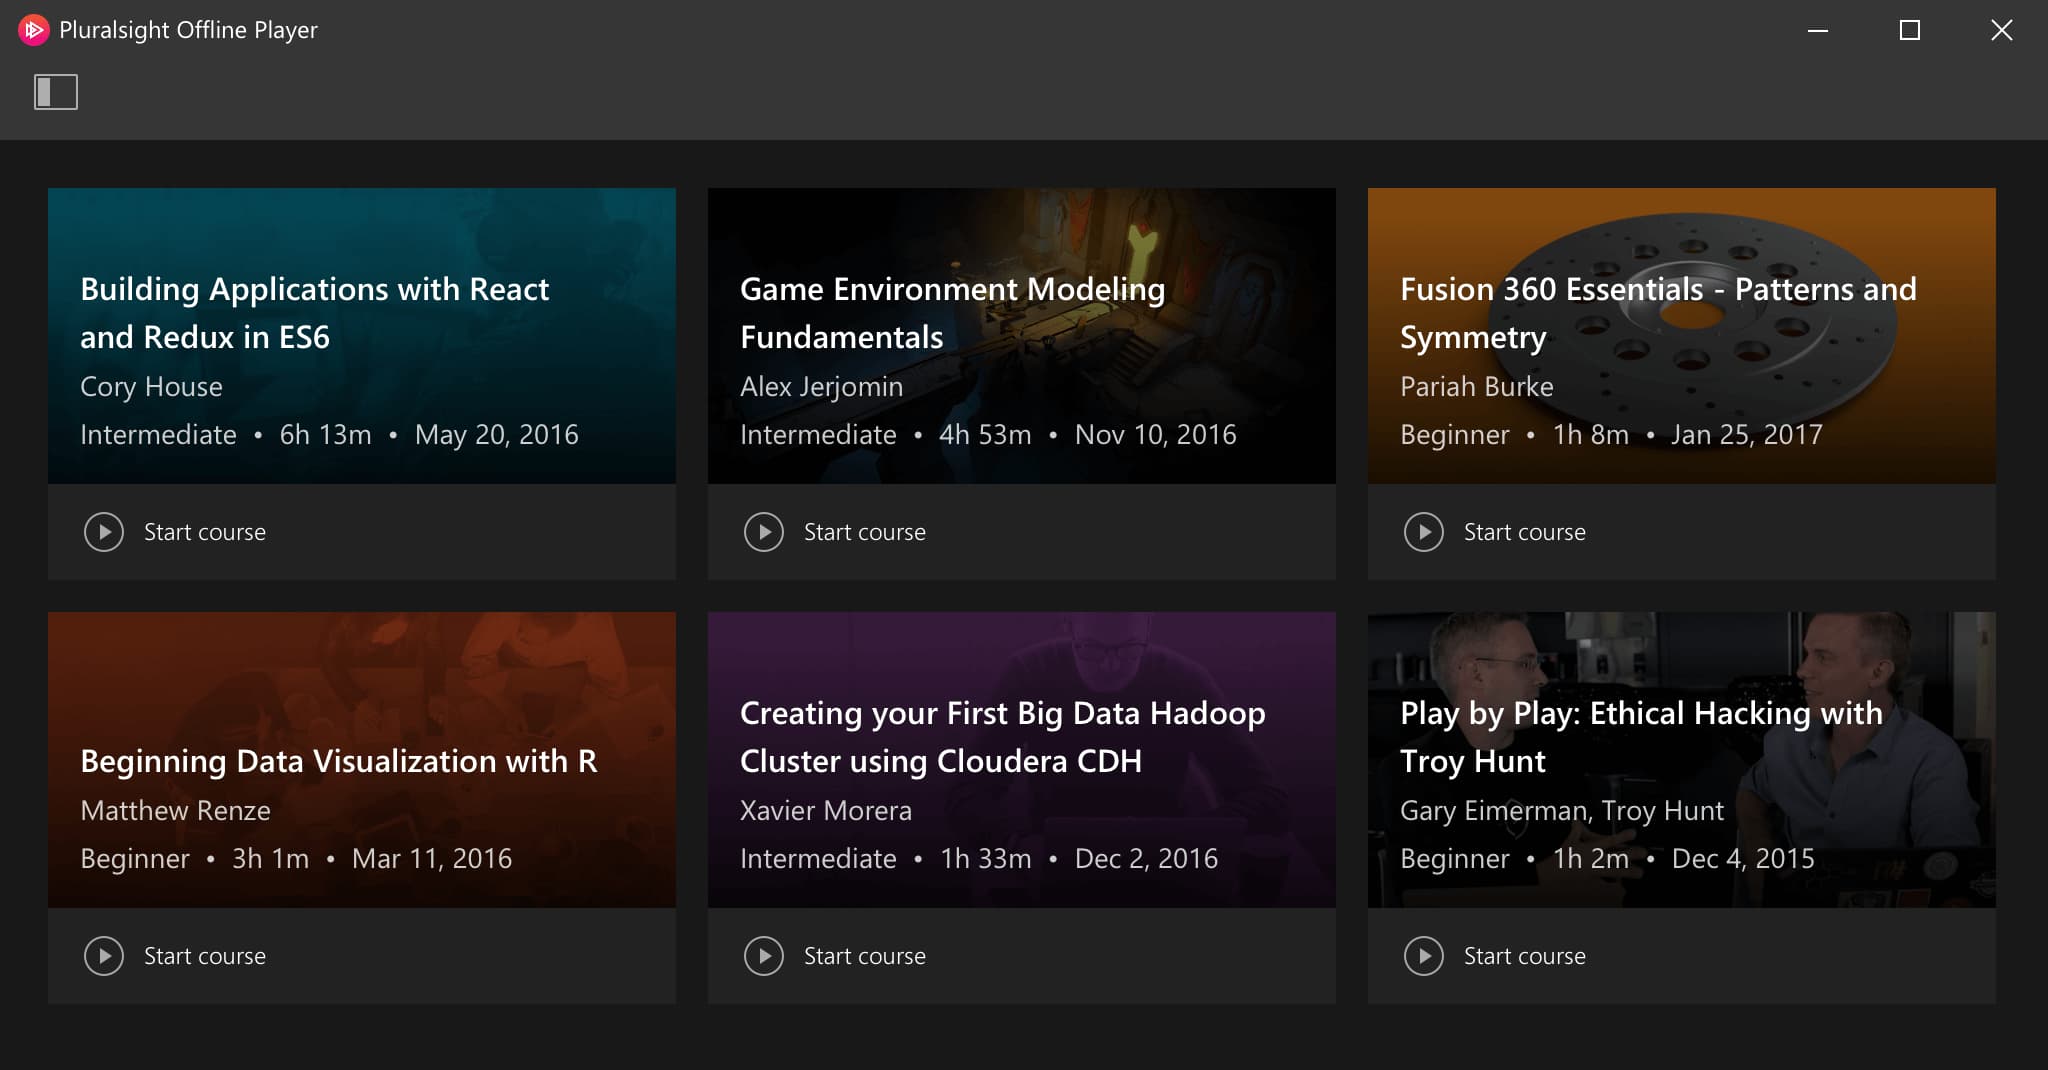 Pluralsight Offline Player
Building Applications with React
and Redux in ES6
Cory House
Intermediate • 6h 13m • May 20, 2016
Start course
Game Environment Modeling
Fundamentals
Alex Jerjomin
Intermediate • 4h 53m • Nov 10, 2016
Start course
Fusion 360 Essentials - Patterns and
Symmetry
Pariah Burke
Beginner • 1h 8m • Jan 25, 2017
Start course
Beginning Data Visualization with R
Matthew Renze
Beginner • 3h 1m • Mar 11, 2016
Start course
Creating your First Big Data Hadoop
Cluster using Cloudera CDH
Xavier Morera
Intermediate • 1h 33m • Dec 2, 2016
Start course
Play by Play: Ethical Hacking with
Troy Hunt
Gary Eimerman, Troy Hunt
Beginner • 1h 2m • Dec 4, 2015
Start course